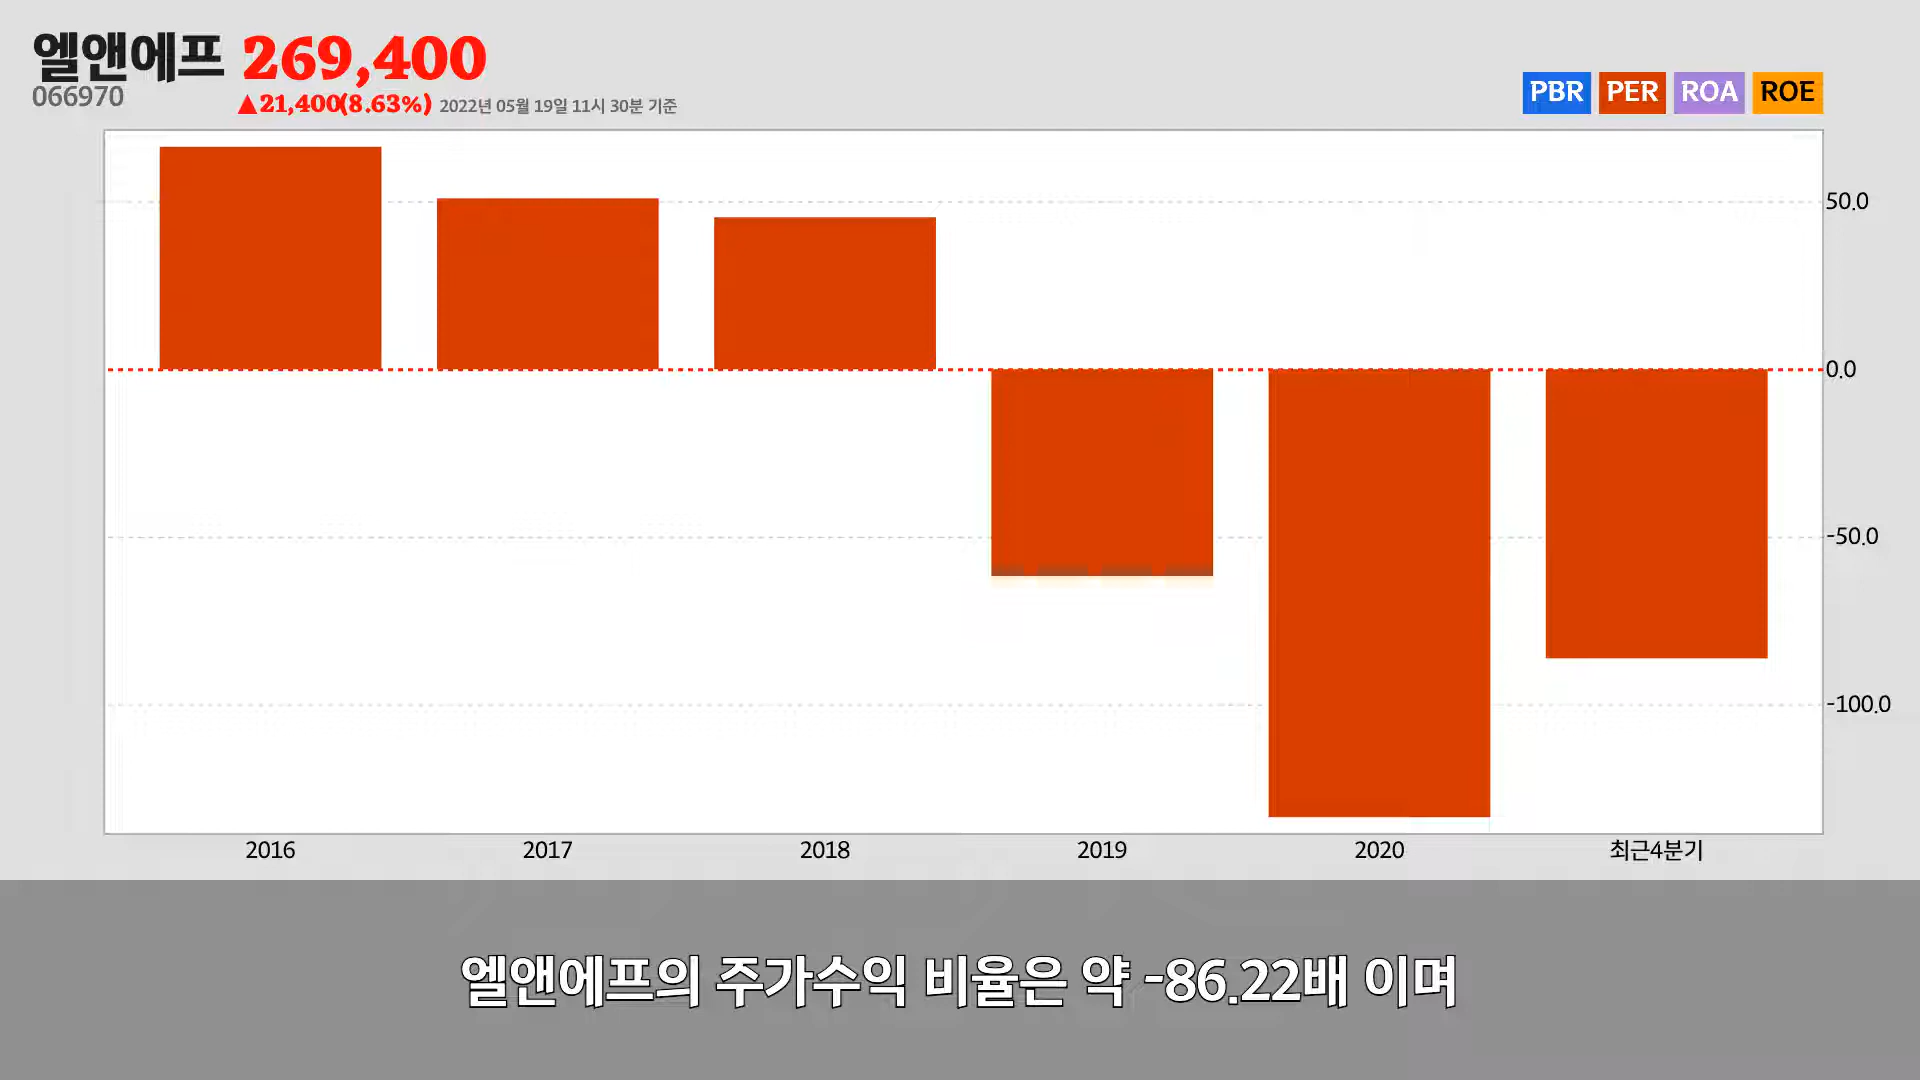 엘앤에프 269,400
066970
▲21,400(8.63%) 2022년 05월 19일 11시 30분 기준
PBR PER ROA ROE
50.0
0.0
-50.0
-100.0
2016 2017 2018 2019 2020 최근4분기
엘앤에프의 주가수익 비율은 약 -86.22배 이며